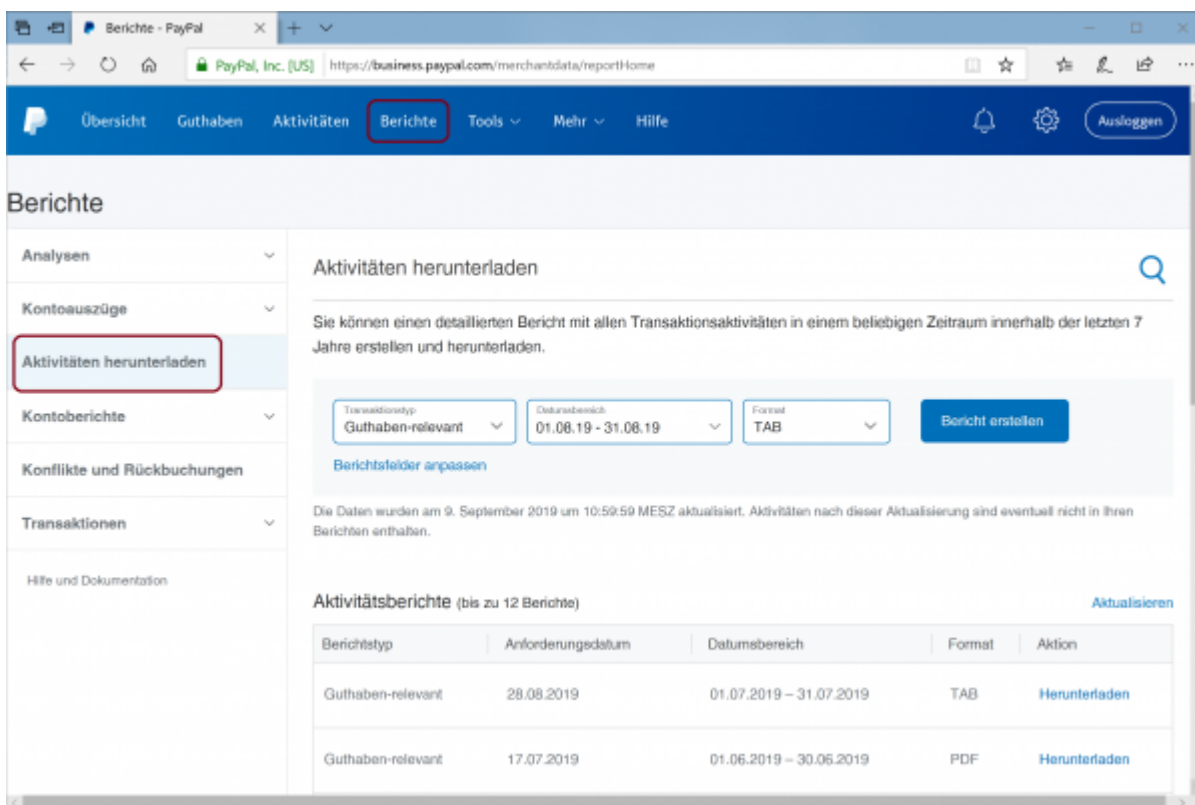 Berichte - PayPal
PayPal, Inc. [US] https://business.paypal.com/merchantdata/reportHome
Übersicht Guthaben Aktivitäten Berichte Tools Mehr Hilfe Ausloggen
Berichte
Analysen
Kontoauszüge
Aktivitäten herunterladen
Kontoberichte
Konflikte und Rückbuchungen
Transaktionen
Hilfe und Dokumentation
Aktivitäten herunterladen
Sie können einen detaillierten Bericht mit allen Transaktionsaktivitäten in einem beliebigen Zeitraum innerhalb der letzten 7
Jahre erstellen und herunterladen.
Transaktionstyp Datumsbereich Format
Guthaben-relevant 01.08.19 - 31.08.19 TAB Bericht erstellen
Berichtsfelder anpassen
Die Daten wurden am 9. September 2019 um 10:59:59 MESZ aktualisiert. Aktivitäten nach dieser Aktualisierung sind eventuell nicht in Ihren
Berichten enthalten.
Aktivitätsberichte (bis zu 12 Berichte) Aktualisieren
Berichtstyp Anforderungsdatum Datumsbereich Format Aktion
Guthaben-relevant 28.08.2019 01.07.2019 – 31.07.2019 TAB Herunterladen
Guthaben-relevant 17.07.2019 01.06.2019 – 30.06.2019 PDF Herunterladen